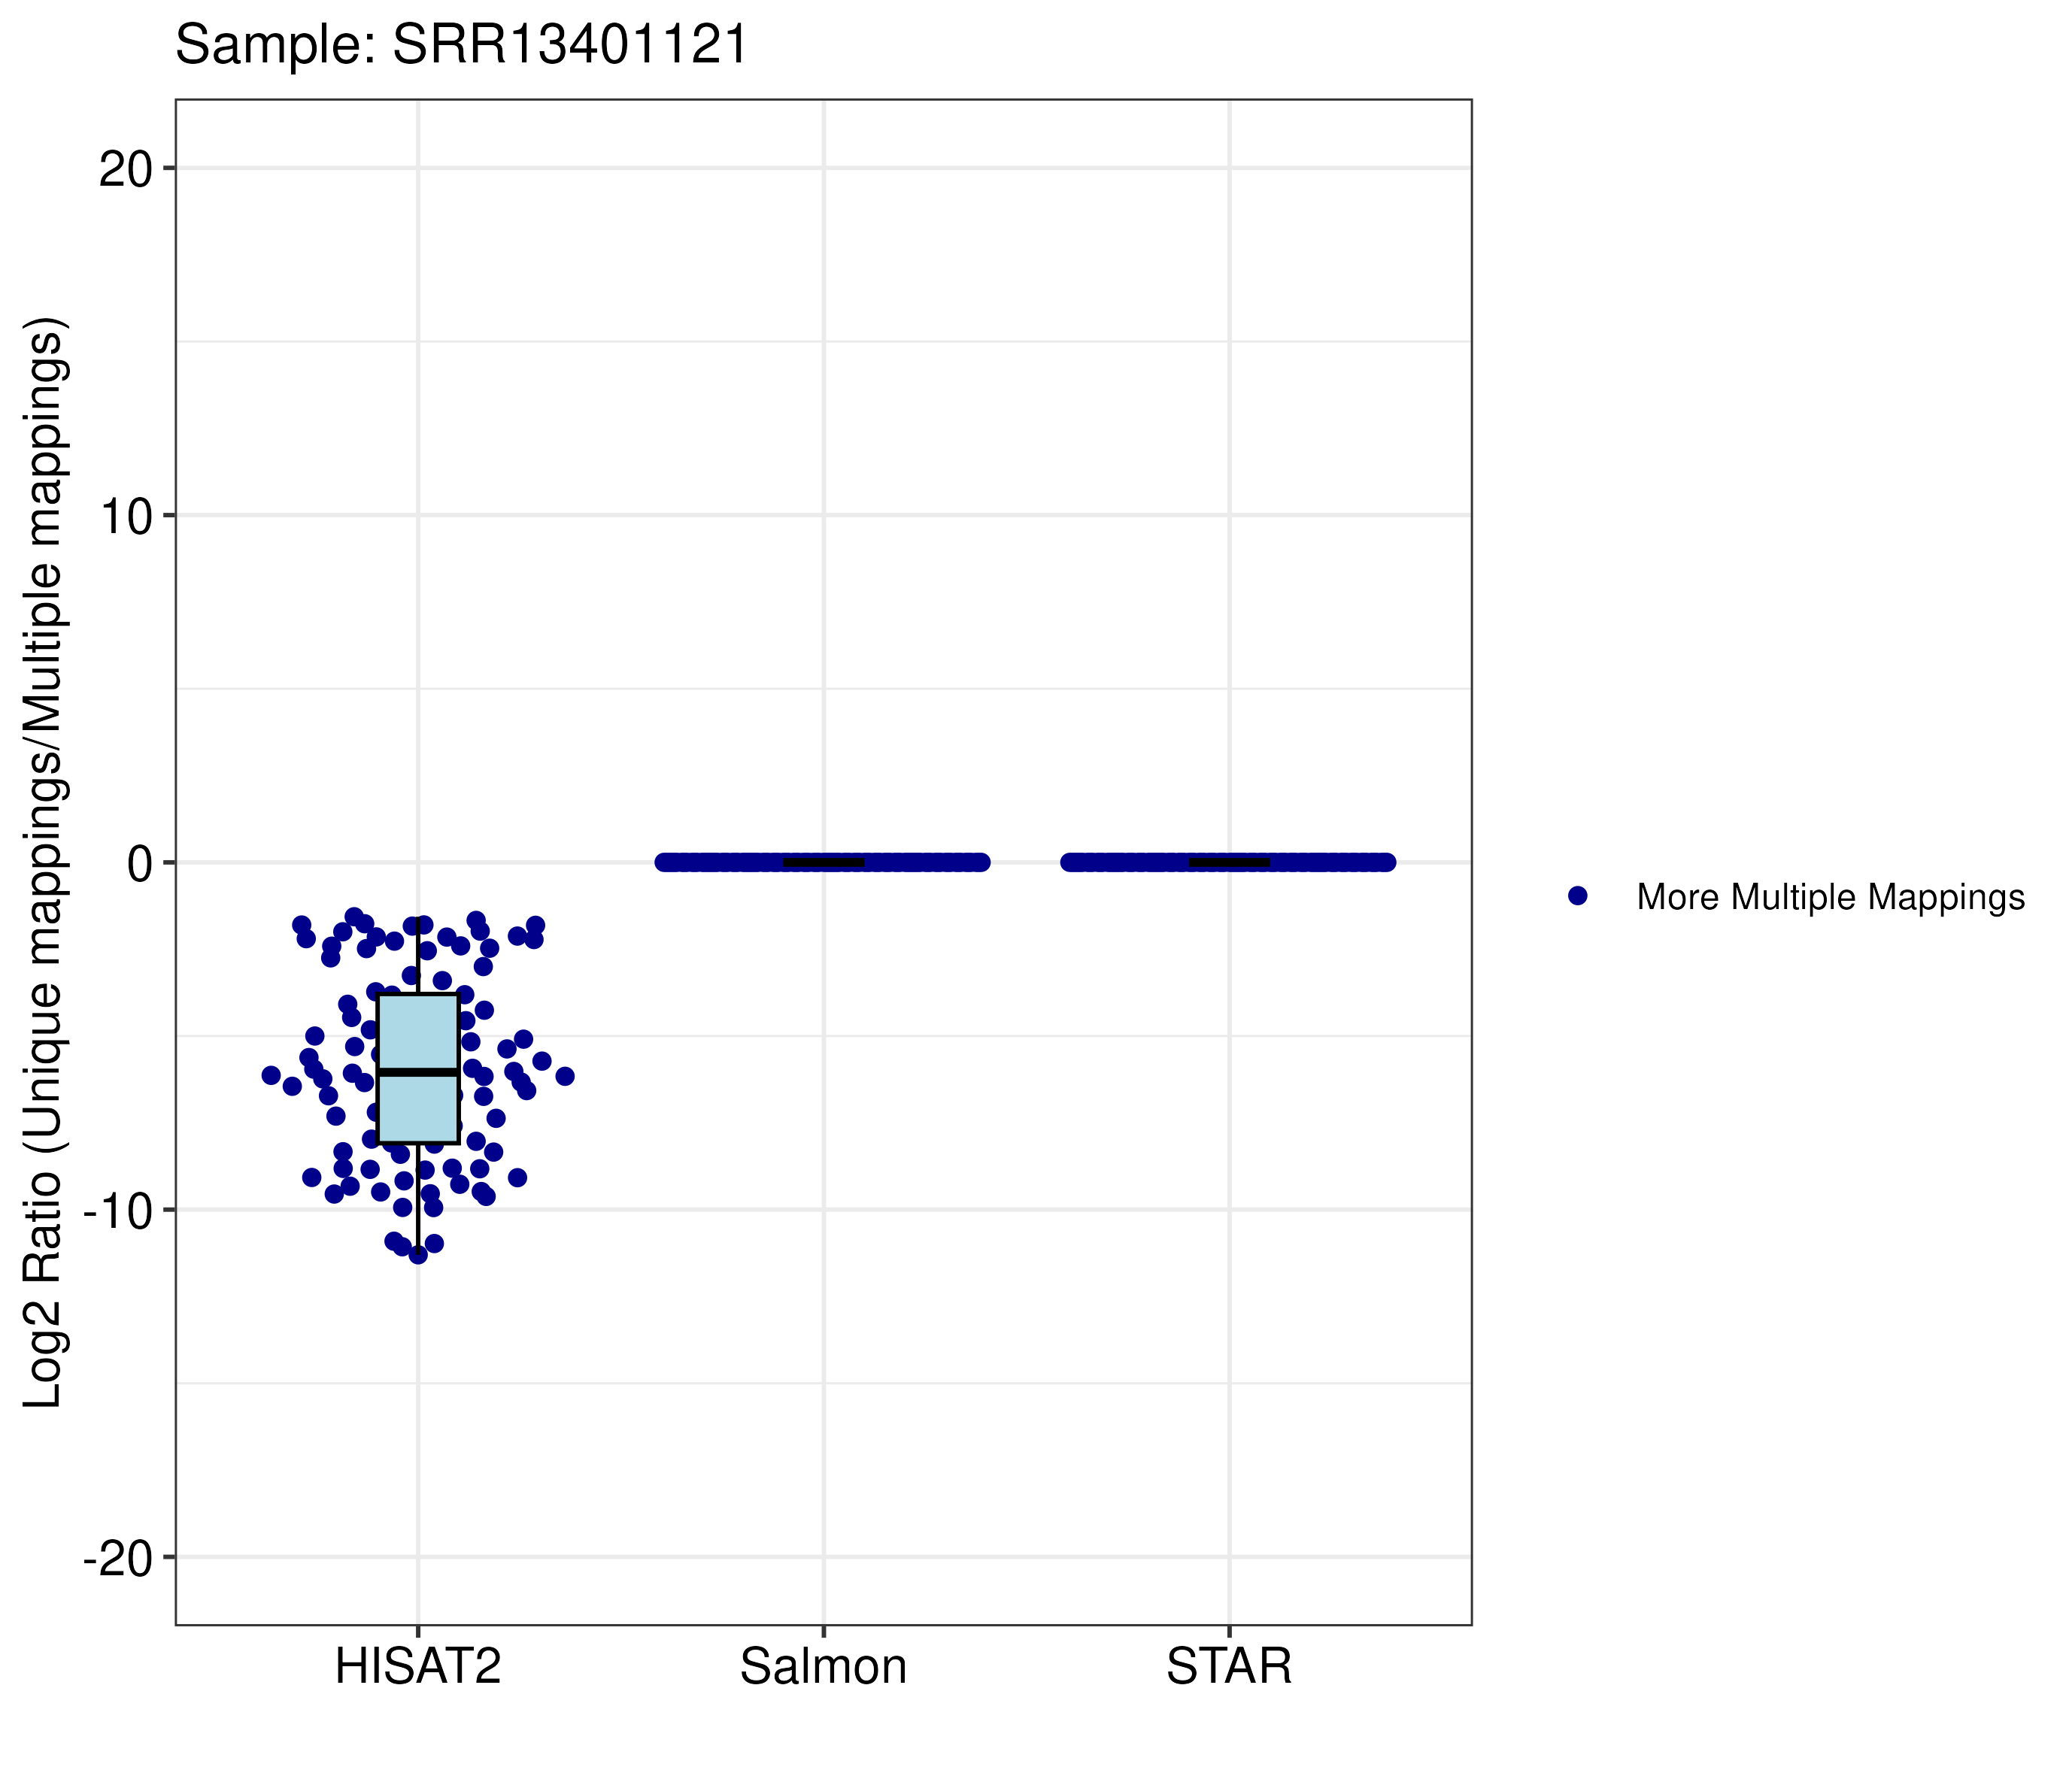 Sample: SRR13401121
Log2 Ratio (Unique mappings/Multiple mappings)
20
10
0
-10
-20
HISAT2
Salmon
STAR
More Multiple Mappings